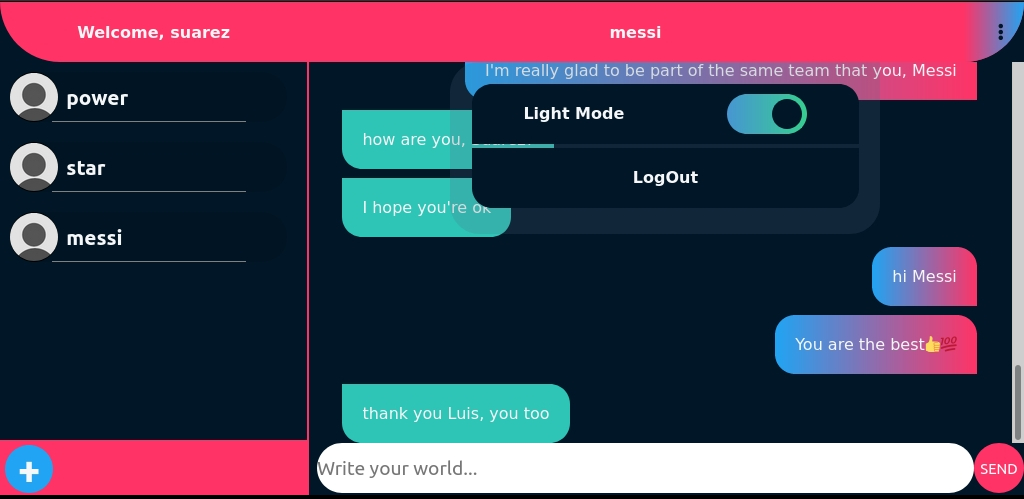 Welcome, suarez
messi
power
star
messi
I'm really glad to be part of the same team that you, Messi
Light Mode
how are you, suarez?
LogOut
I hope you're ok
hi Messi
You are the best👍💯
thank you Luis, you too
Write your world...
SEND